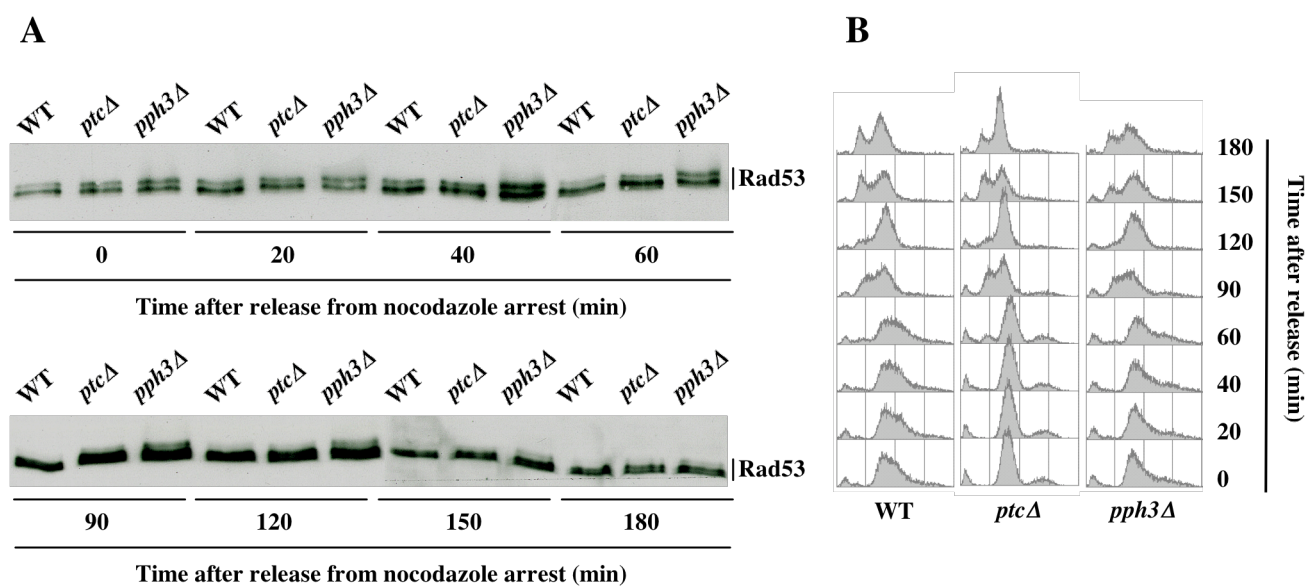 A
WT ptcΔ pph3Δ WT ptcΔ pph3Δ WT ptcΔ pph3Δ WT ptcΔ pph3Δ
Rad53
0 20 40 60
Time after release from nocodazole arrest (min)
WT ptcΔ pph3Δ WT ptcΔ pph3Δ WT ptcΔ pph3Δ WT ptcΔ pph3Δ
Rad53
90 120 150 180
Time after release from nocodazole arrest (min)
B
180
150
120
90
60
40
20
0
Time after release (min)
WT ptcΔ pph3Δ